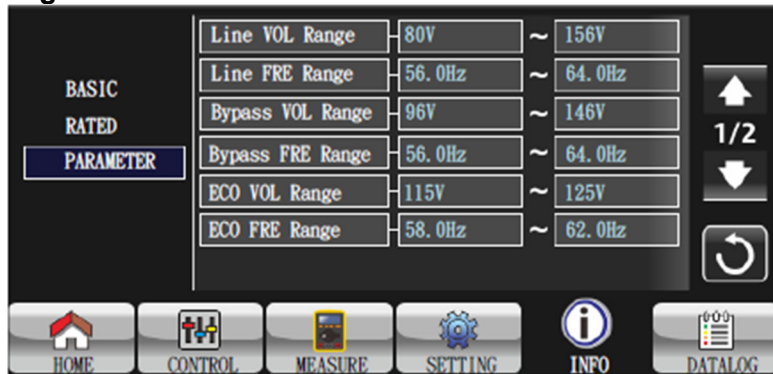 Line VOL Range 80V ~ 156V
Line FRE Range 56.0Hz ~ 64.0Hz
Bypass VOL Range 96V ~ 146V
Bypass FRE Range 56.0Hz ~ 64.0Hz
ECO VOL Range 115V ~ 125V
ECO FRE Range 58.0Hz ~ 62.0Hz
BASIC
RATED
PARAMETER
1/2
HOME CONTROL MEASURE SETTING INFO DATALOG